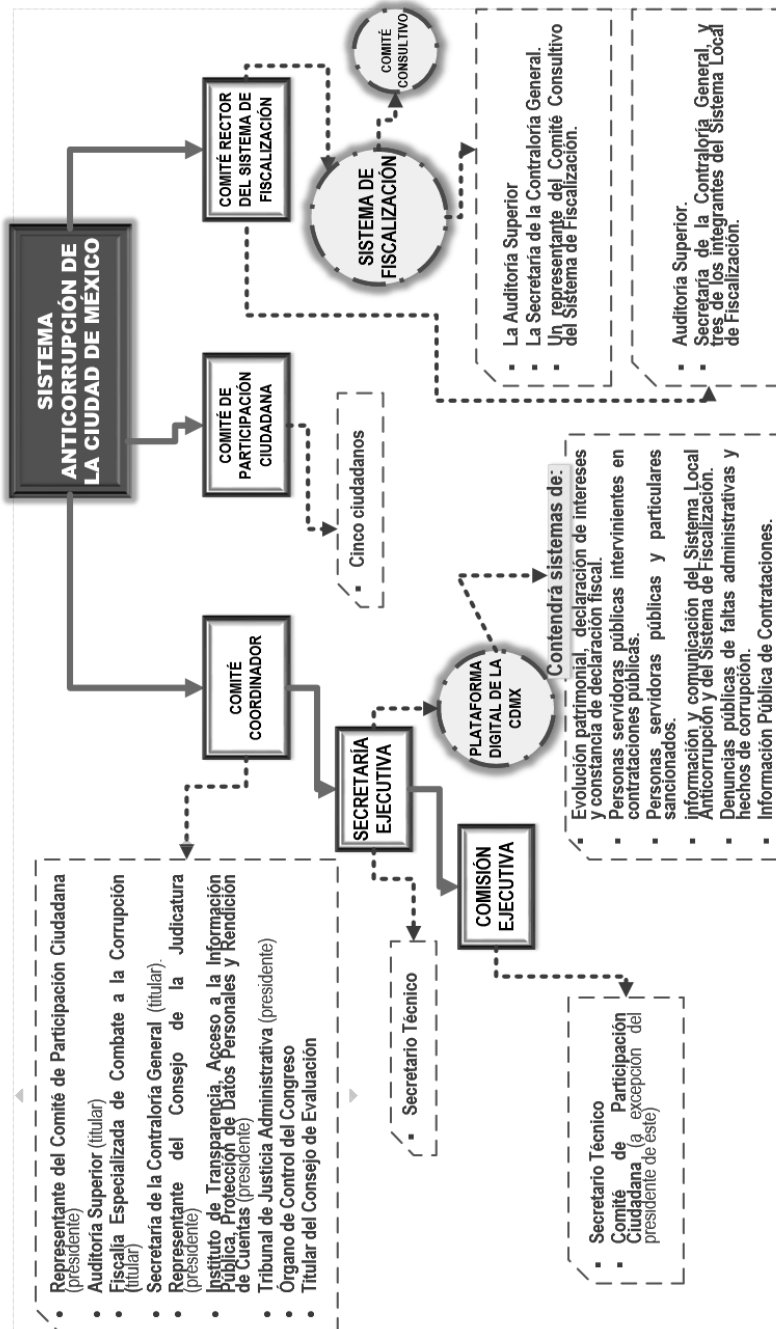 SISTEMA
ANTICORRUPCIÓN DE
LA CIUDAD DE MÉXICO
COMITÉ
COORDINADOR
COMITÉ DE
PARTICIPACIÓN
CIUDADANA
COMITÉ RECTOR
DEL SISTEMA DE
FISCALIZACIÓN
▪ Representante del Comité de Participación Ciudadana
(presidente)
• Auditoría Superior (titular)
• Fiscalía Especializada de Combate a la Corrupción
(titular)
• Secretaría de la Contraloría General (titular).
• Representante del Consejo de la Judicatura
(presidente)
• Instituto de Transparencia, Acceso a la Información
Pública, Protección de Datos Personales y Rendición
de Cuentas (presidente)
• Tribunal de Justicia Administrativa (presidente)
• Órgano de Control del Congreso
• Titular del Consejo de Evaluación
SECRETARÍA
EJECUTIVA
▪ Cinco ciudadanos
SISTEMA DE
FISCALIZACIÓN
COMITÉ
CONSULTIVO
▪ Secretario Técnico
COMISIÓN
EJECUTIVA
PLATAFORMA
DIGITAL DE LA
CDMX
▪ La Auditoría Superior
▪ La Secretaría de la Contraloría General.
▪ Un representante del Comité Consultivo
del Sistema de Fiscalización.
▪ Secretario Técnico
▪ Comité de Participación
Ciudadana (a excepción del
presidente de éste)
Contendrá sistemas de:
▪ Evolución patrimonial, declaración de intereses
y constancia de declaración fiscal.
▪ Personas servidoras públicas intervinientes en
contrataciones públicas.
▪ Personas servidoras públicas y particulares
sancionados.
▪ información y comunicación del Sistema Local
Anticorrupción y del Sistema de Fiscalización.
▪ Denuncias públicas de faltas administrativas y
hechos de corrupción.
▪ Información Pública de Contrataciones.
▪ Auditoría Superior.
▪ Secretaría de la Contraloría General, y
tres de los integrantes del Sistema Local
de Fiscalización.